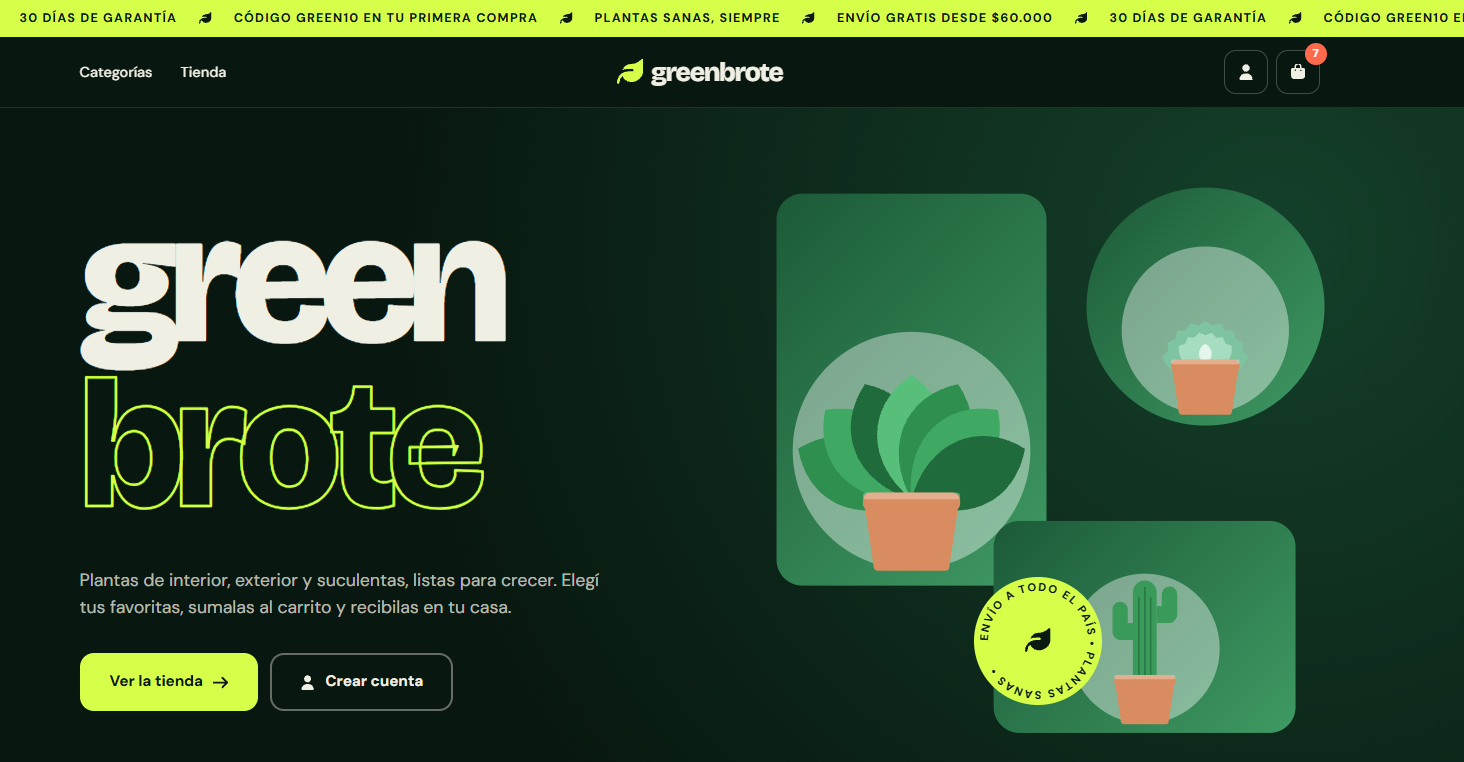 30 DÍAS DE GARANTÍA CÓDIGO GREEN10 EN TU PRIMERA COMPRA PLANTAS SANAS, SIEMPRE ENVÍO GRATIS DESDE $60.000 30 DÍAS DE GARANTÍA CÓDIGO GREEN10
Categorías Tienda greenbrote 7
green
brote
Plantas de interior, exterior y suculentas, listas para crecer. Elegí
tus favoritas, sumalas al carrito y recibilas en tu casa.
Ver la tienda → Crear cuenta
ENVÍO A TODO EL PAÍS • PLANTAS SANAS •